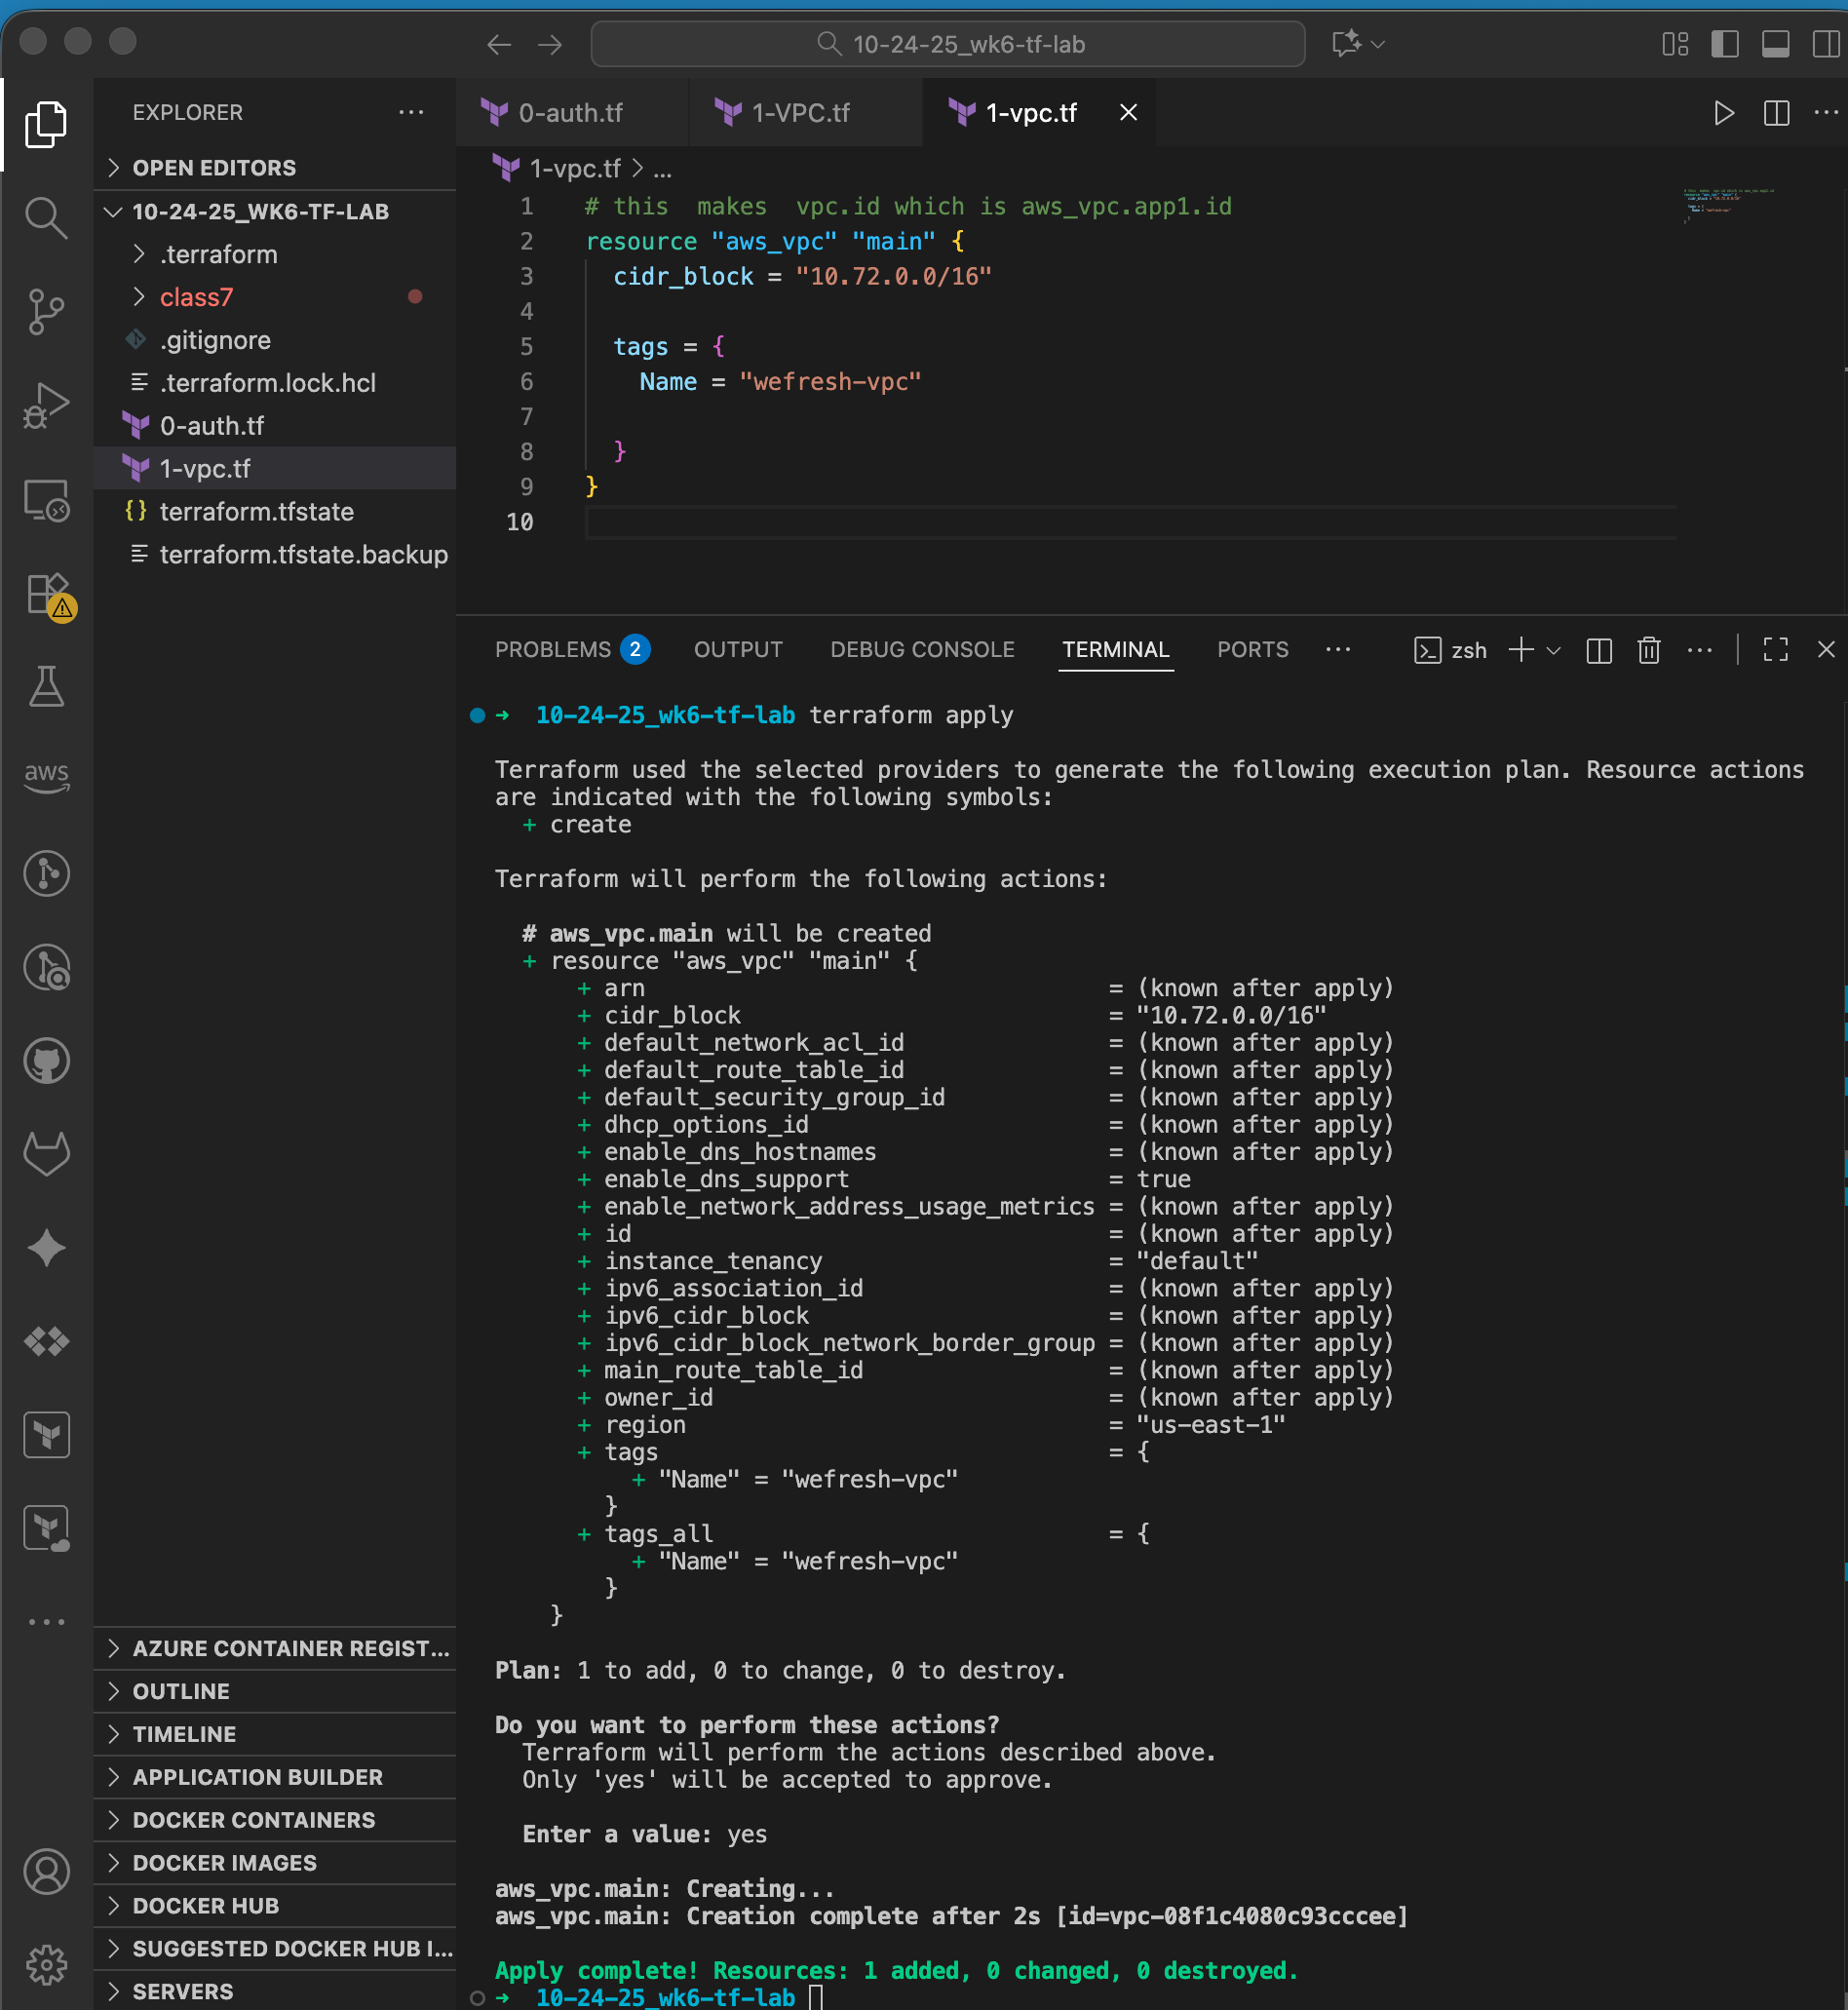 10-24-25_wk6-tf-lab
EXPLORER
OPEN EDITORS
10-24-25_WK6-TF-LAB
.terraform
class7
.gitignore
.terraform.lock.hcl
0-auth.tf
1-vpc.tf
terraform.tfstate
terraform.tfstate.backup
aws
AZURE CONTAINER REGIST...
OUTLINE
TIMELINE
APPLICATION BUILDER
DOCKER CONTAINERS
DOCKER IMAGES
DOCKER HUB
SUGGESTED DOCKER HUB I...
SERVERS
0-auth.tf 1-VPC.tf 1-vpc.tf
1-vpc.tf > ...
1 # this  makes  vpc.id which is aws_vpc.app1.id
2 resource "aws_vpc" "main" {
3   cidr_block = "10.72.0.0/16"
4
5   tags = {
6     Name = "wefresh-vpc"
7
8   }
9 }
10
PROBLEMS 2 OUTPUT DEBUG CONSOLE TERMINAL PORTS ... zsh
→ 10-24-25_wk6-tf-lab terraform apply
Terraform used the selected providers to generate the following execution plan. Resource actions
are indicated with the following symbols:
  + create
Terraform will perform the following actions:
  # aws_vpc.main will be created
  + resource "aws_vpc" "main" {
      + arn                                  = (known after apply)
      + cidr_block                           = "10.72.0.0/16"
      + default_network_acl_id               = (known after apply)
      + default_route_table_id               = (known after apply)
      + default_security_group_id            = (known after apply)
      + dhcp_options_id                      = (known after apply)
      + enable_dns_hostnames                 = (known after apply)
      + enable_dns_support                   = true
      + enable_network_address_usage_metrics = (known after apply)
      + id                                   = (known after apply)
      + instance_tenancy                     = "default"
      + ipv6_association_id                  = (known after apply)
      + ipv6_cidr_block                      = (known after apply)
      + ipv6_cidr_block_network_border_group = (known after apply)
      + main_route_table_id                  = (known after apply)
      + owner_id                             = (known after apply)
      + region                               = "us-east-1"
      + tags                                 = {
          + "Name" = "wefresh-vpc"
        }
      + tags_all                             = {
          + "Name" = "wefresh-vpc"
        }
    }
Plan: 1 to add, 0 to change, 0 to destroy.
Do you want to perform these actions?
  Terraform will perform the actions described above.
  Only 'yes' will be accepted to approve.
  Enter a value: yes
aws_vpc.main: Creating...
aws_vpc.main: Creation complete after 2s [id=vpc-08f1c4080c93cccee]
Apply complete! Resources: 1 added, 0 changed, 0 destroyed.
→ 10-24-25_wk6-tf-lab